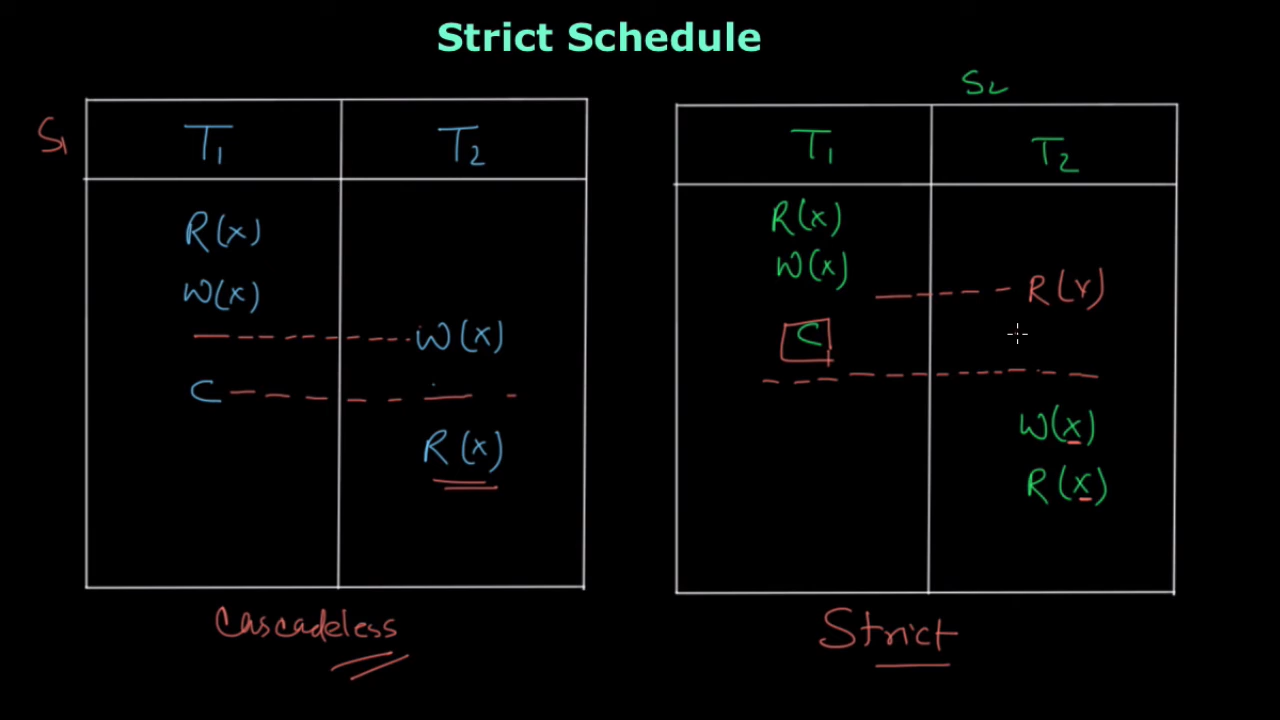 Strict Schedule
S1
T1
T2
R(x)
W(x)
W(x)
C
R(x)
Cascadeless
S2
T1
T2
R(x)
W(x)
R(x)
C
W(x)
R(x)
Strict